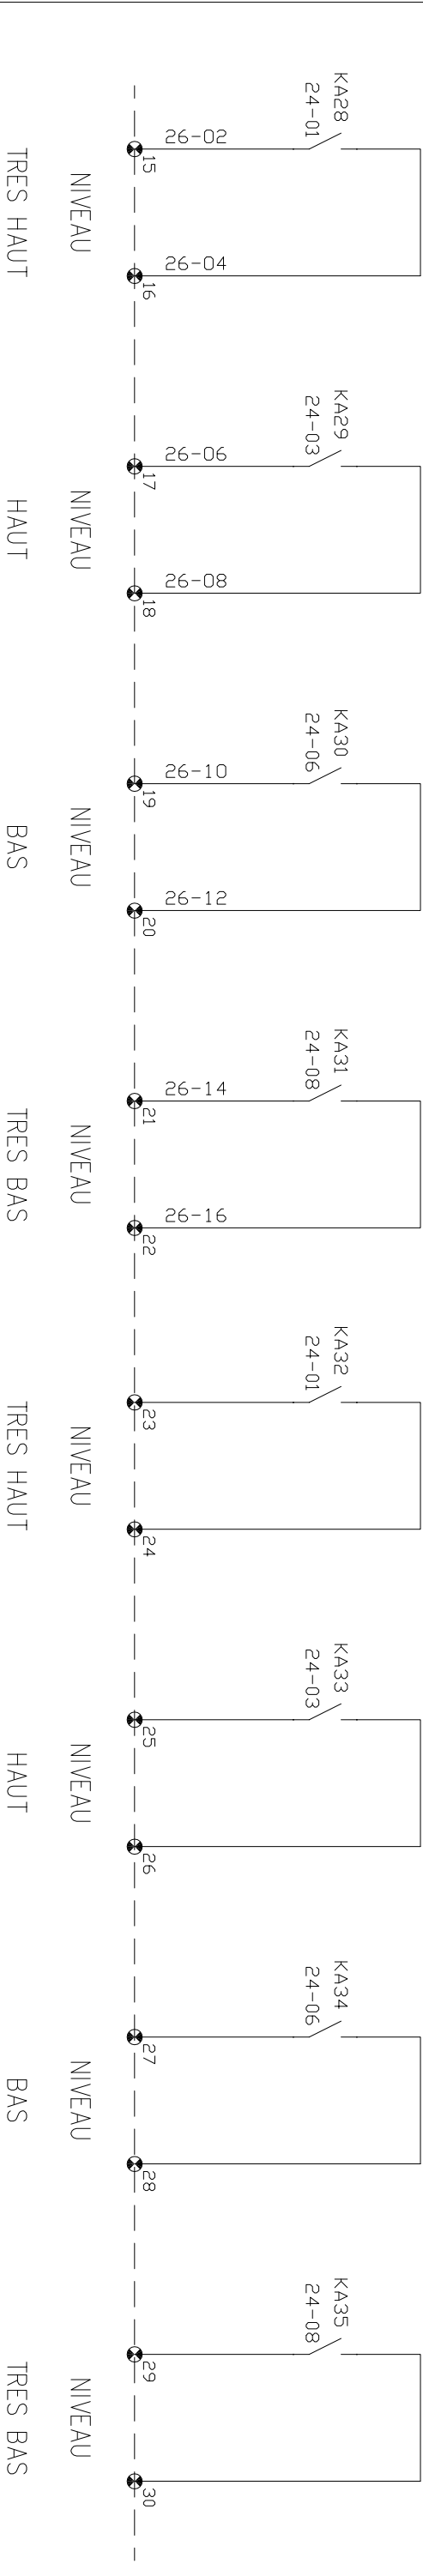 KA28
24-01
26-02
15
26-04
16
NIVEAU
TRES HAUT
KA29
24-03
26-06
17
26-08
18
NIVEAU
HAUT
KA30
24-06
26-10
19
26-12
20
NIVEAU
BAS
KA31
24-08
26-14
21
26-16
22
NIVEAU
TRES BAS
KA32
24-01
23
24
NIVEAU
TRES HAUT
KA33
24-03
25
26
NIVEAU
HAUT
KA34
24-06
27
28
NIVEAU
BAS
KA35
24-08
29
30
NIVEAU
TRES BAS